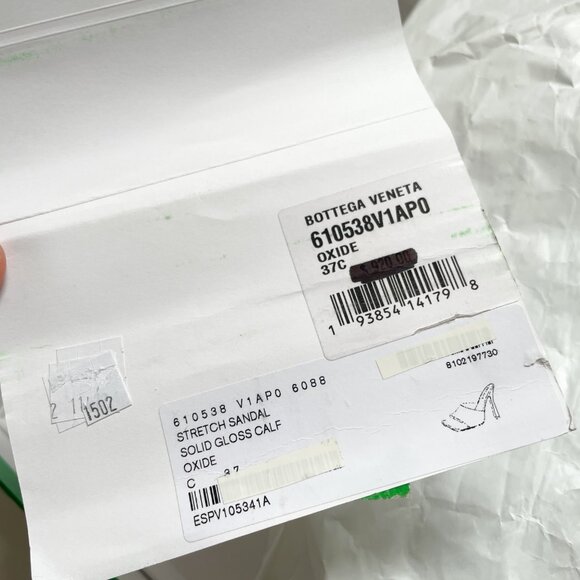 BOTTEGA VENETA
610538V1AP0
OXIDE
37C
1 93854 14179 8
8102197730
610538 V1AP0 6088
STRETCH SANDAL
SOLID GLOSS CALF
OXIDE
C 37
ESPV105341A
1502